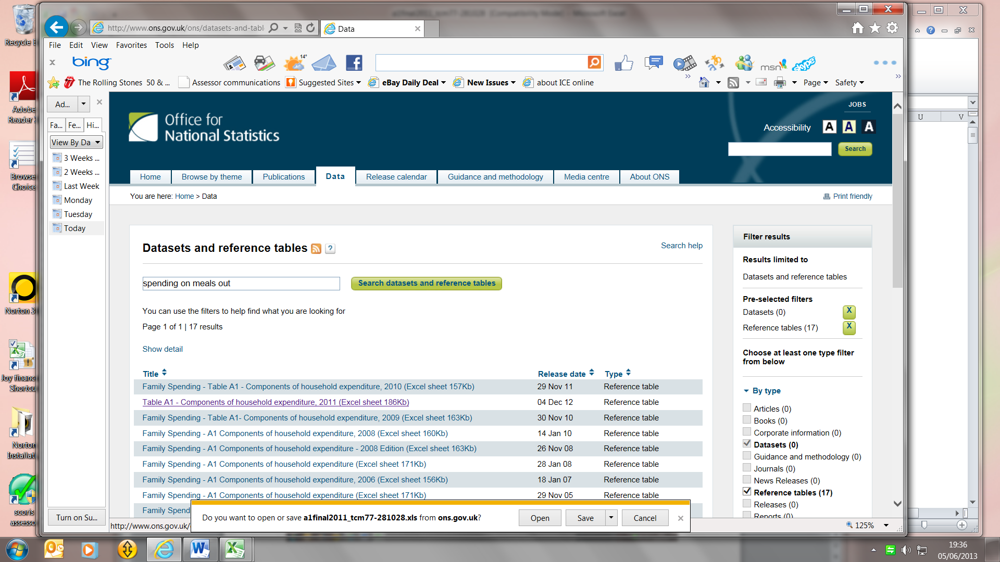 a1final2011_tcm77-281028 [Compatibility Mode] - Microsoft Excel
http://www.ons.gov.uk/ons/datasets-and-tabl
Data
File Edit View Favorites Tools Help
bing
14°
msn
skype
The Rolling Stones 50 & ...
Assessor communications
Suggested Sites
eBay Daily Deal
New Issues
about ICE online
Page
Safety
Ad...
Fa... Fe... Hi...
View By Da
3 Weeks ...
2 Weeks ...
Last Week
Monday
Tuesday
Today
Turn on Su...
Office for
National Statistics
JOBS
Accessibility A A A
Search
Home
Browse by theme
Publications
Data
Release calendar
Guidance and methodology
Media centre
About ONS
You are here: Home > Data
Print friendly
Datasets and reference tables
?
Search help
spending on meals out
Search datasets and reference tables
You can use the filters to help find what you are looking for
Page 1 of 1 | 17 results
Show detail
Title Release date Type
Family Spending - Table A1 - Components of household expenditure, 2010 (Excel sheet 157Kb) 29 Nov 11 Reference table
Table A1 - Components of household expenditure, 2011 (Excel sheet 186Kb) 04 Dec 12 Reference table
Family Spending - Table A1- Components of household expenditure, 2009 (Excel sheet 163Kb) 30 Nov 10 Reference table
Family Spending - A1 Components of household expenditure, 2008 (Excel sheet 160Kb) 14 Jan 10 Reference table
Family Spending - A1 Components of household expenditure - 2008 Edition (Excel sheet 163Kb) 26 Nov 08 Reference table
Family Spending - A1 Components of household expenditure (Excel sheet 171Kb) 28 Jan 08 Reference table
Family Spending - A1 Components of household expenditure, 2006 (Excel sheet 156Kb) 18 Jan 07 Reference table
Family Spending - A1 Components of household expenditure (Excel sheet 171Kb) 29 Nov 05 Reference table
Family Spend
Filter results
Results limited to
Datasets and reference tables
Pre-selected filters
Datasets (0) X
Reference tables (17) X
Choose at least one type filter
from below
By type
Articles (0)
Books (0)
Corporate information (0)
Datasets (0)
Guidance and methodology (0)
Journals (0)
News Releases (0)
Reference tables (17)
Releases (0)
Reports (0)
Do you want to open or save a1final2011_tcm77-281028.xls from ons.gov.uk?
Open Save Cancel
http://www.ons.gov.uk/
125%
U V
Recycle B
Adobe
Reader X
Browse
Choice
Norton 3
Joy financ
Shortcu
Norton
Installat
scoris
assesso
19:36
05/06/2013